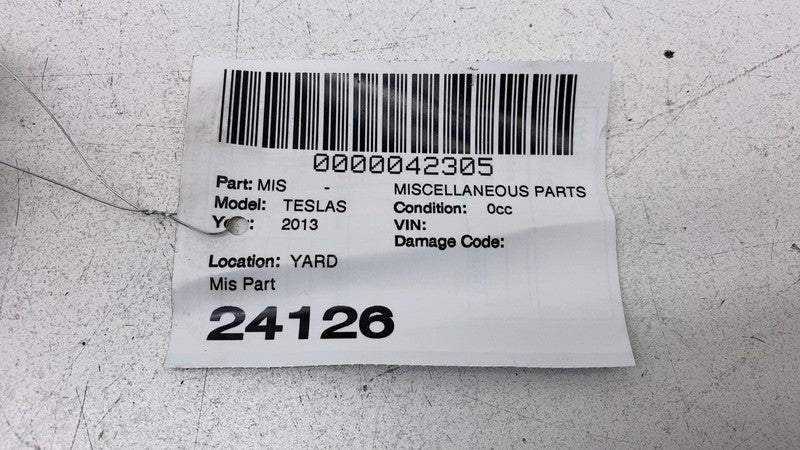 0000042305
Part: MIS - MISCELLANEOUS PARTS
Model: TESLAS Condition: 0cc
2013 VIN:
Damage Code:
Location: YARD
Mis Part
24126